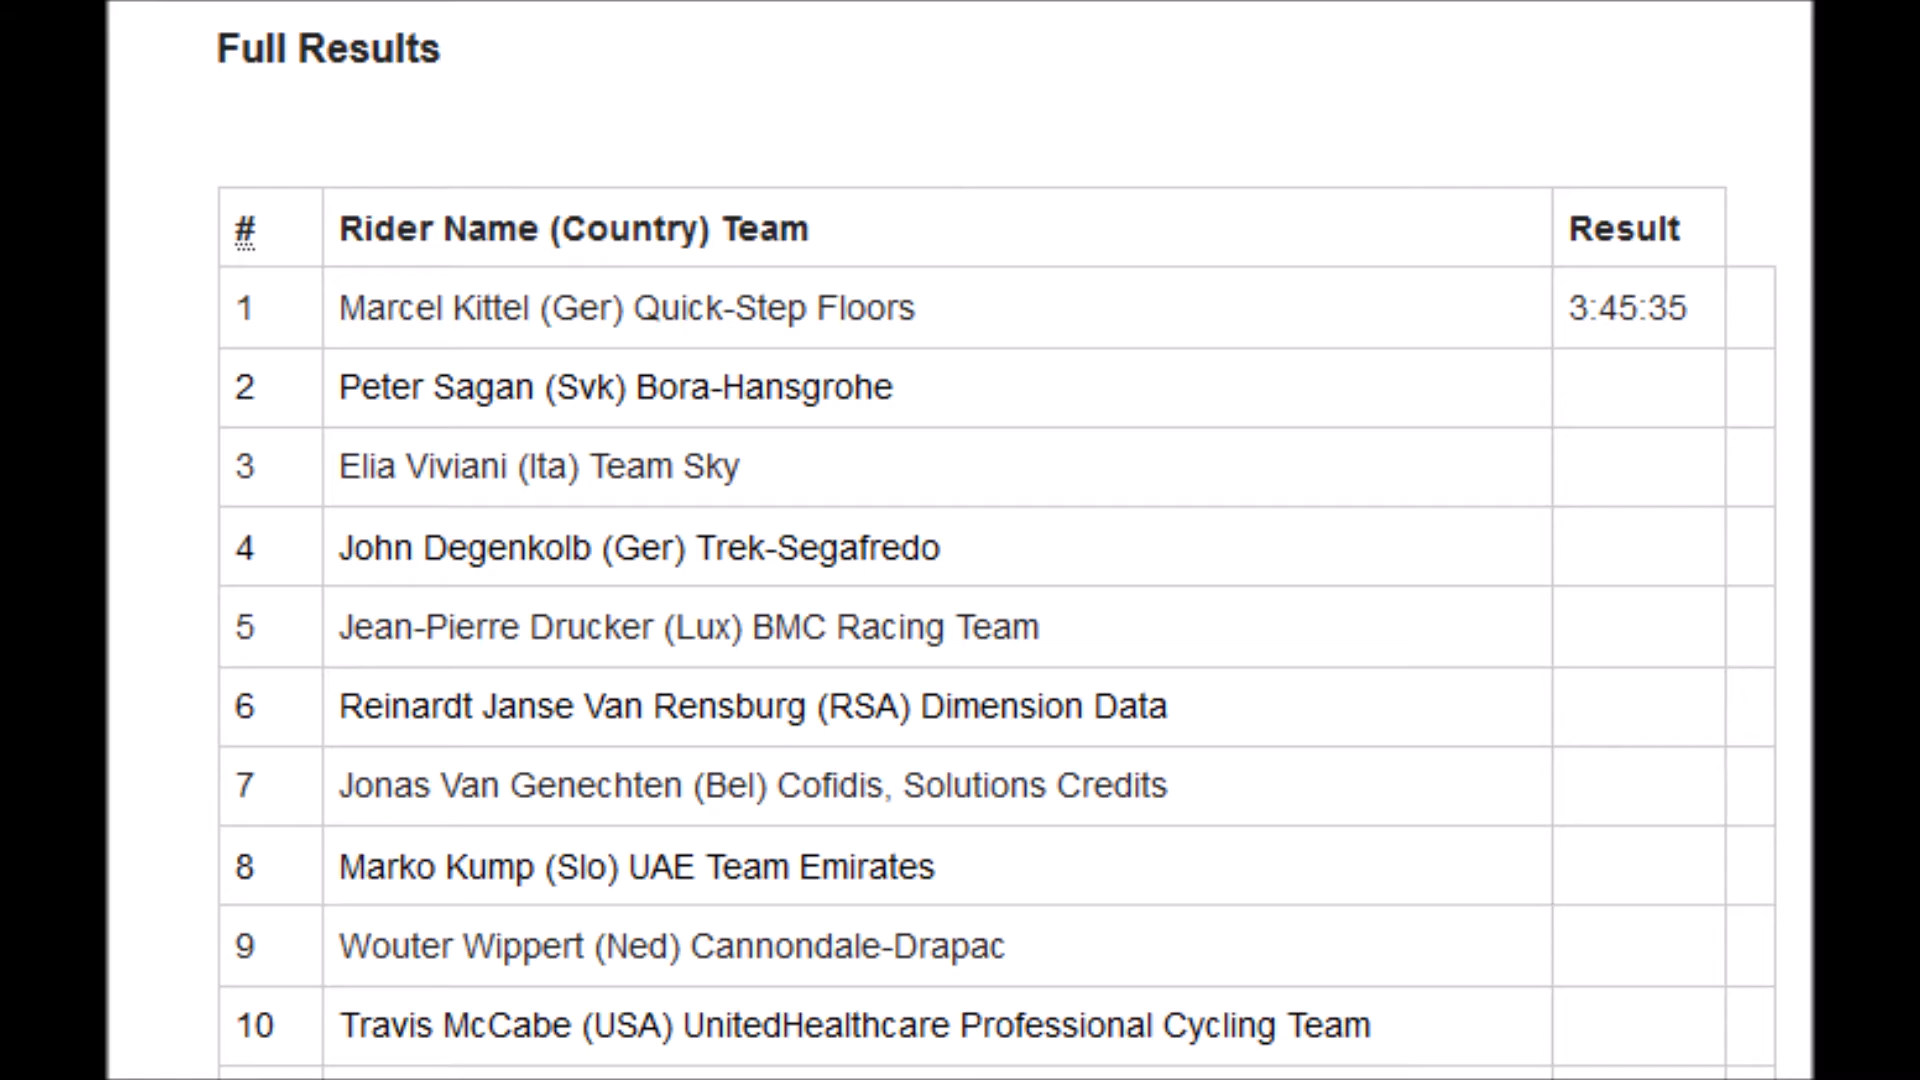 Full Results
# Rider Name (Country) Team Result
1 Marcel Kittel (Ger) Quick-Step Floors 3:45:35
2 Peter Sagan (Svk) Bora-Hansgrohe
3 Elia Viviani (Ita) Team Sky
4 John Degenkolb (Ger) Trek-Segafredo
5 Jean-Pierre Drucker (Lux) BMC Racing Team
6 Reinardt Janse Van Rensburg (RSA) Dimension Data
7 Jonas Van Genechten (Bel) Cofidis, Solutions Credits
8 Marko Kump (Slo) UAE Team Emirates
9 Wouter Wippert (Ned) Cannondale-Drapac
10 Travis McCabe (USA) UnitedHealthcare Professional Cycling Team